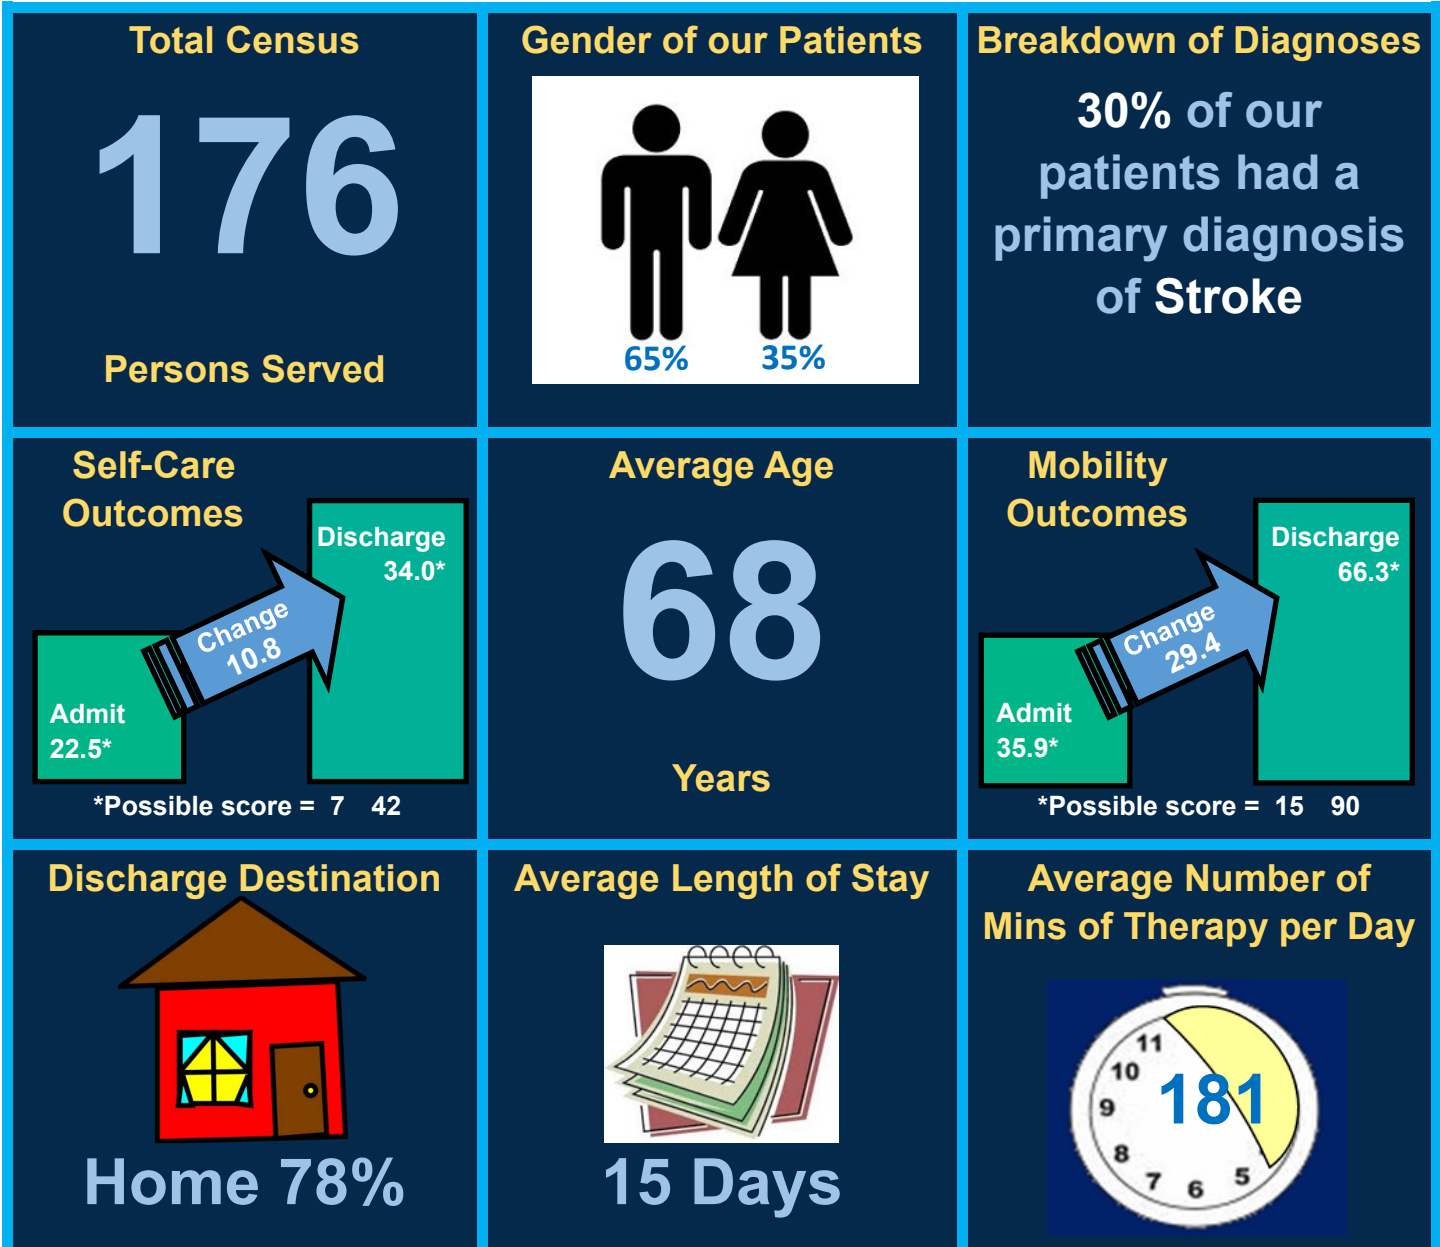 Total Census
176
Persons Served
Gender of our Patients
65% 35%
Breakdown of Diagnoses
30% of our
patients had a
primary diagnosis
of Stroke
Self-Care
Outcomes
Discharge
34.0*
Change
10.8
Admit
22.5*
*Possible score = 7 42
Average Age
68
Years
Mobility
Outcomes
Discharge
66.3*
Change
29.4
Admit
35.9*
*Possible score = 15 90
Discharge Destination
Home 78%
Average Length of Stay
15 Days
Average Number of
Mins of Therapy per Day
11
10
181
9
8
7
6
5